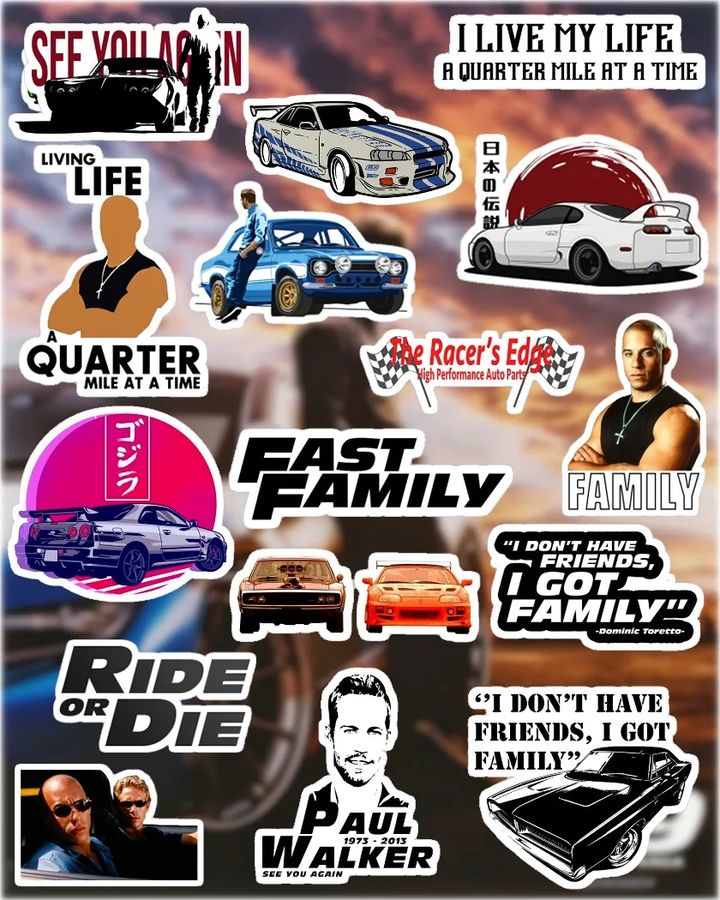 SEE YOU AGAIN
I LIVE MY LIFE
A QUARTER MILE AT A TIME
日本の伝説
LIVING
LIFE
A
QUARTER
MILE AT A TIME
The Racer's Edge
High Performance Auto Parts
FAMILY
ゴジラ
FAST
FAMILY
"I DON'T HAVE
FRIENDS,
I GOT
FAMILY"
-Dominic Toretto-
RIDE
OR DIE
PAUL
1973 - 2013
WALKER
SEE YOU AGAIN
‘’I DON'T HAVE
FRIENDS, I GOT
FAMILY”